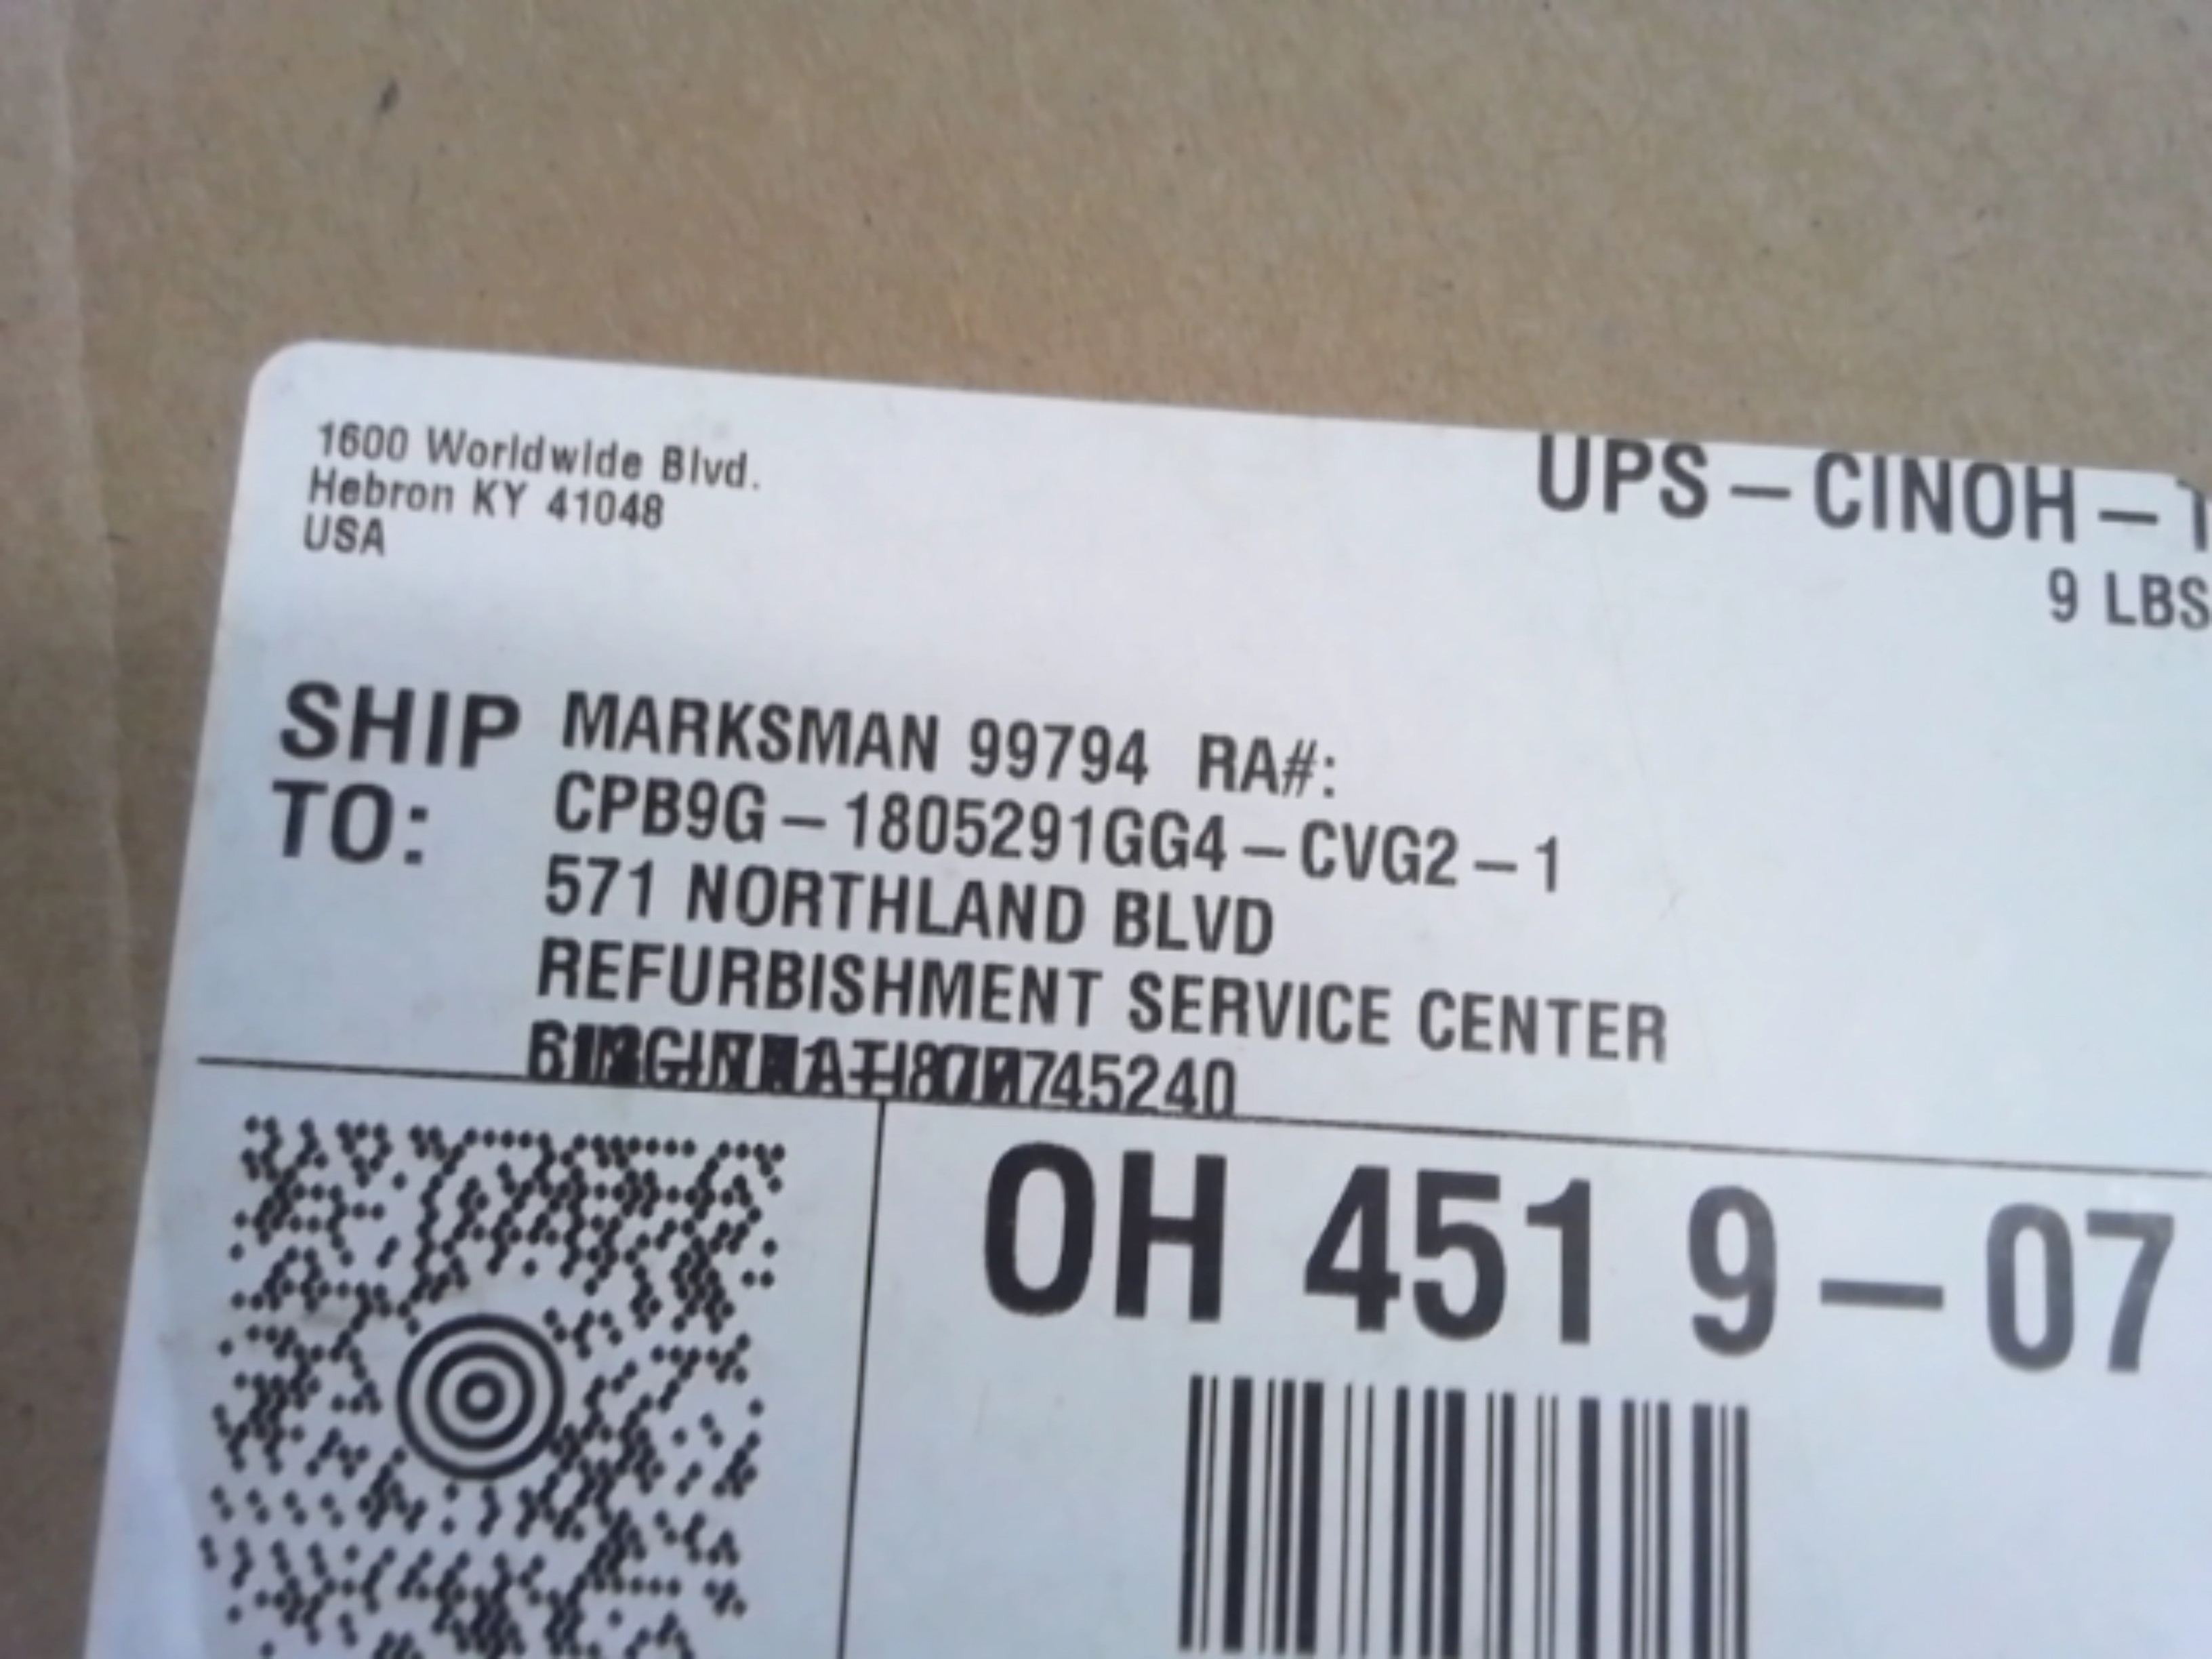 1600 Worldwide Blvd.
Hebron KY 41048
USA
UPS – CINOH –
9 LBS
SHIP
TO:
MARKSMAN 99794 RA#:
CPB9G – 1805291GG4 – CVG2 – 1
571 NORTHLAND BLVD
REFURBISHMENT SERVICE CENTER
45240
OH 451 9 – 07